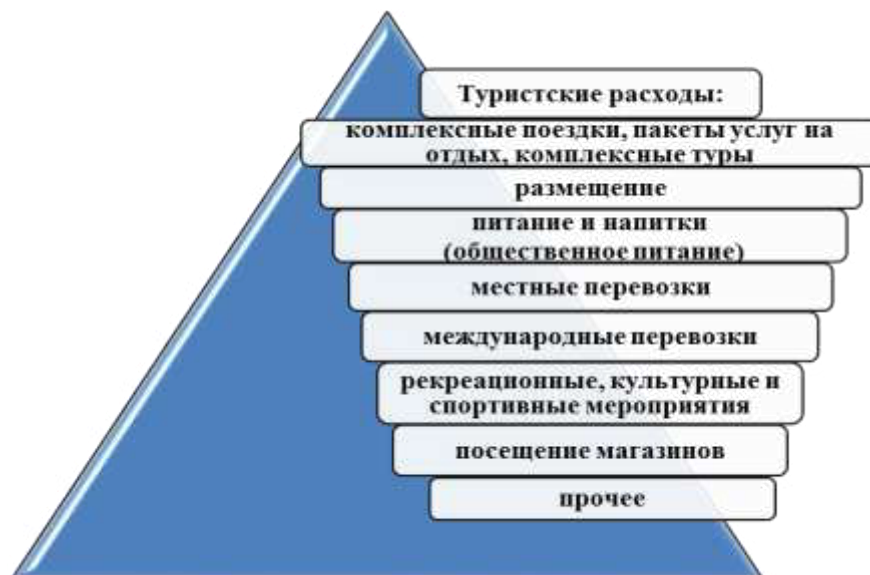 Туристские расходы:
комплексные поездки, пакеты услуг на
отдых, комплексные туры
размещение
питание и напитки
(общественное питание)
местные перевозки
международные перевозки
рекреационные, культурные и
спортивные мероприятия
посещение магазинов
прочее